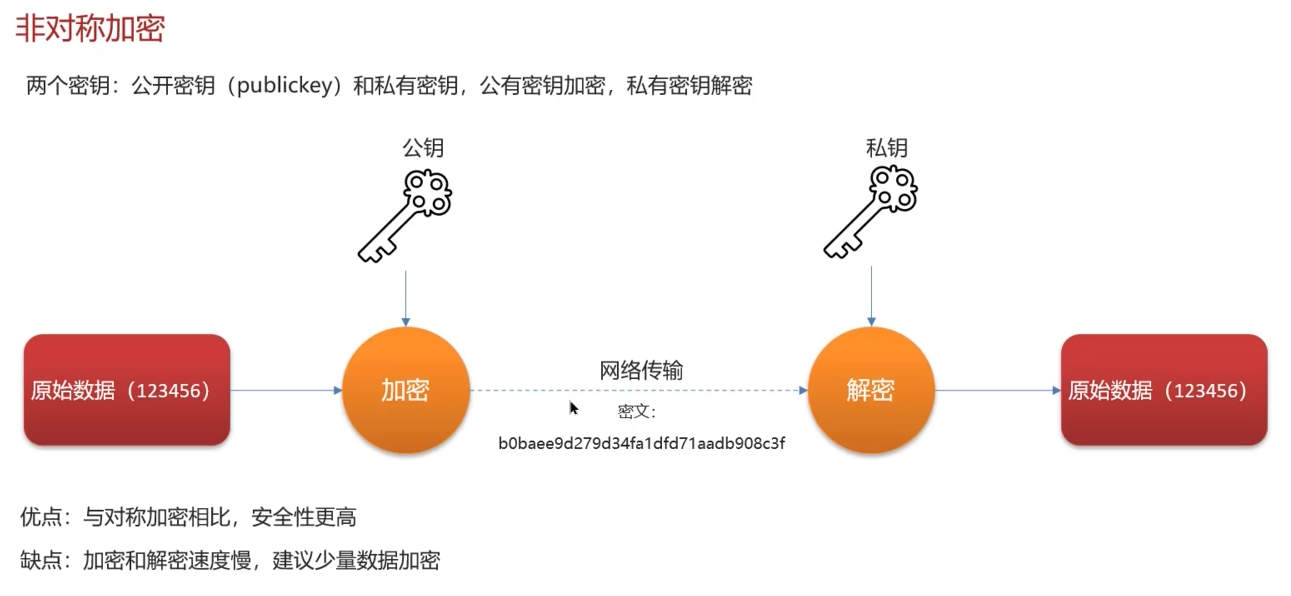 非对称加密
两个密钥：公开密钥（publickey）和私有密钥，公有密钥加密，私有密钥解密
公钥
私钥
原始数据（123456）
加密
网络传输
密文：
b0baee9d279d34fa1dfd71aadb908c3f
解密
原始数据（123456）
优点：与对称加密相比，安全性更高
缺点：加密和解密速度慢，建议少量数据加密